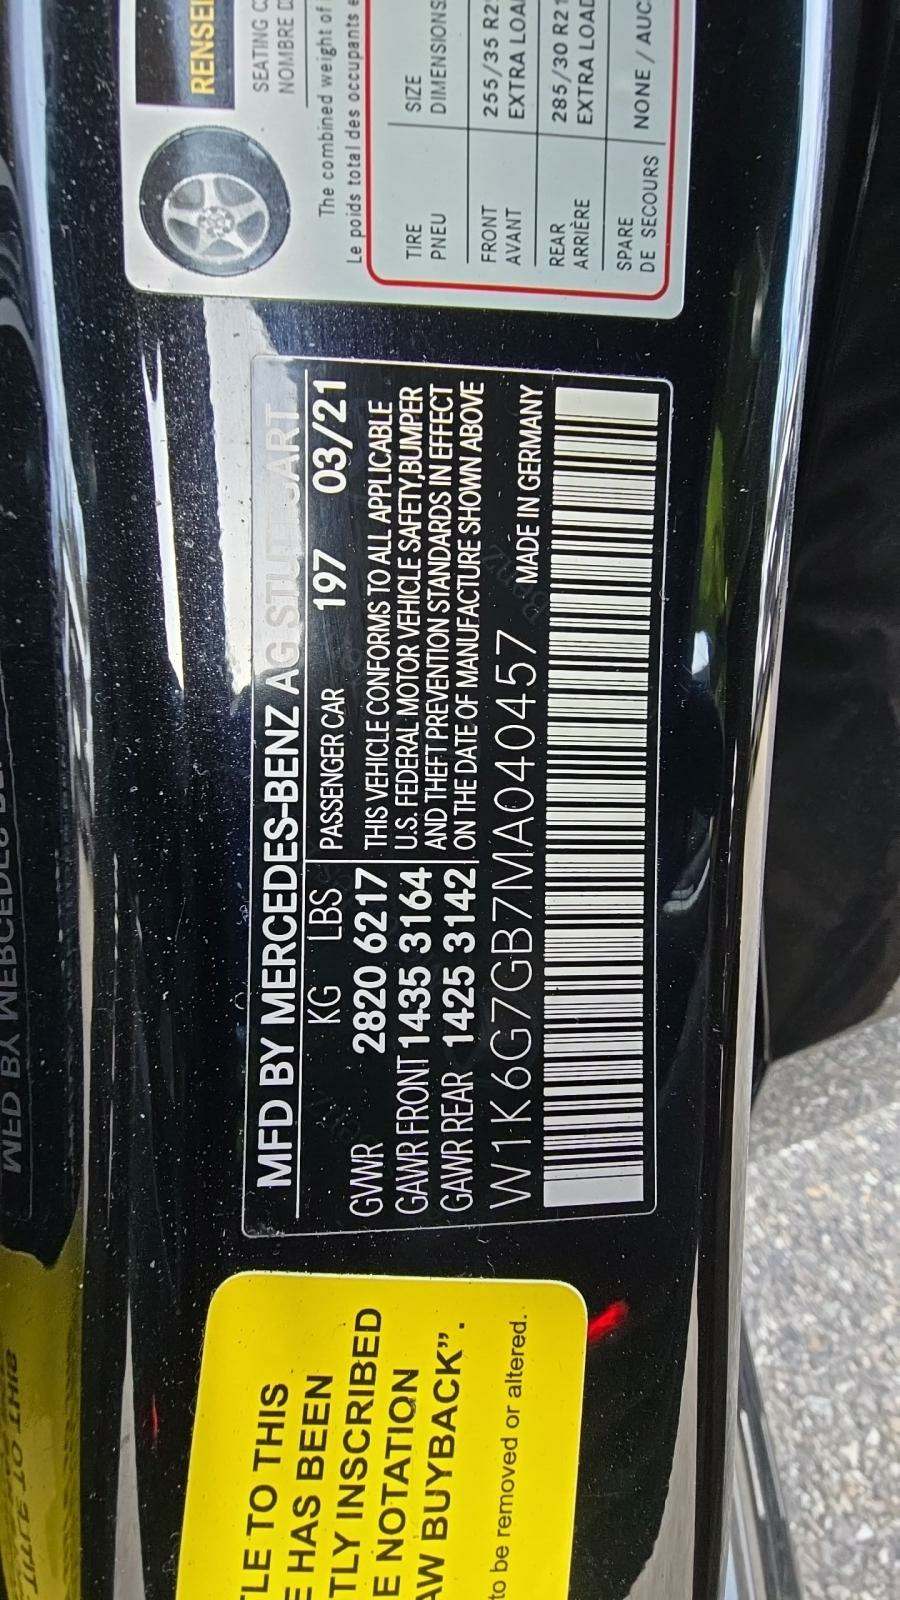 RENSEI
SEATING C
NOMBRE D
The combined weight of
Le poids total des occupants e
TIRE SIZE
PNEU DIMENSIONS
FRONT 255/35 R2
AVANT EXTRA LOA
REAR 285/30 R21
ARRIÈRE EXTRA LOAD
SPARE
DE SECOURS NONE / AUC
MFD BY MERCEDES-BENZ AG STUTTGART
KG LBS PASSENGER CAR 197 03/21
GVWR 2820 6217
GAWR FRONT 1435 3164
GAWR REAR 1425 3142
THIS VEHICLE CONFORMS TO ALL APPLICABLE
U.S. FEDERAL MOTOR VEHICLE SAFETY,BUMPER
AND THEFT PREVENTION STANDARDS IN EFFECT
ON THE DATE OF MANUFACTURE SHOWN ABOVE
W1K6G7GB7MA040457 MADE IN GERMANY
TLE TO THIS
E HAS BEEN
TLY INSCRIBED
E NOTATION
AW BUYBACK".
to be removed or altered.